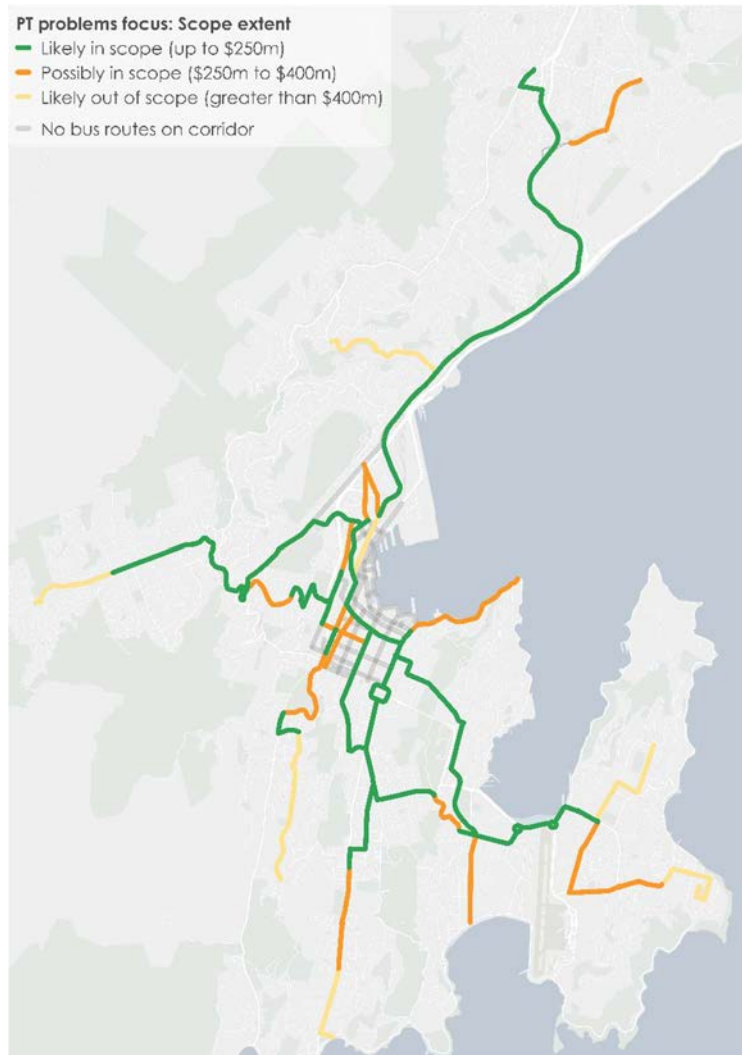 PT problems focus: Scope extent
Likely in scope (up to $250m)
Possibly in scope ($250m to $400m)
Likely out of scope (greater than $400m)
No bus routes on corridor